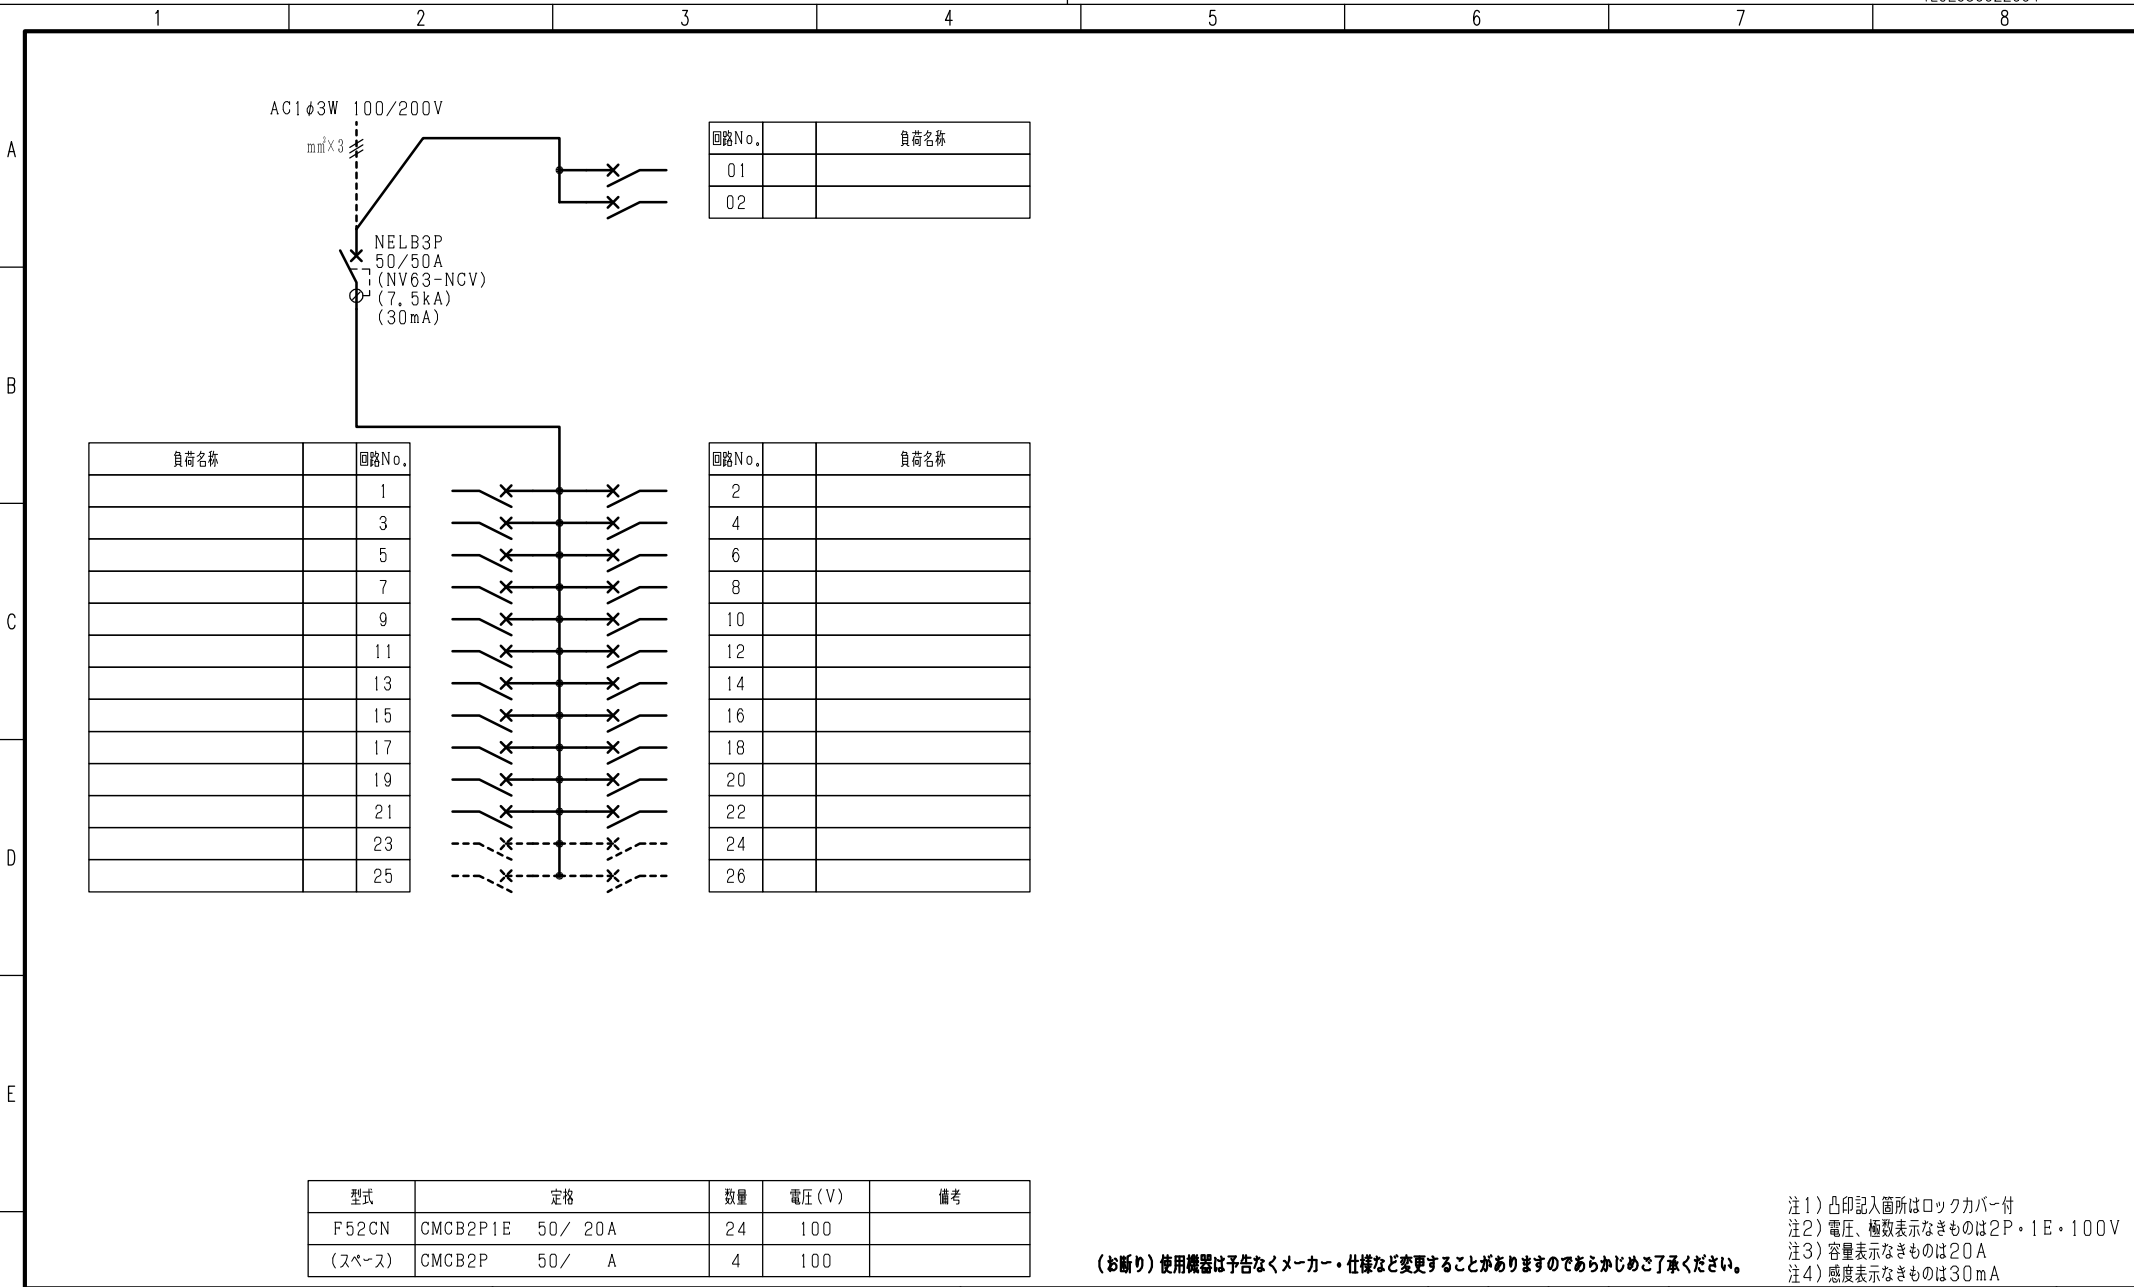 1 2 3 4 5 6 7 8
A
B
C
D
E
AC1φ3W 100/200V
mm²×3
NELB3P
50/50A
(NV63-NCV)
(7.5kA)
(30mA)
回路No. 負荷名称
01
02
負荷名称 回路No. 回路No. 負荷名称
1 2
3 4
5 6
7 8
9 10
11 12
13 14
15 16
17 18
19 20
21 22
23 24
25 26
型式 定格 数量 電圧(V) 備考
F52CN CMCB2P1E 50/ 20A 24 100
(スペース) CMCB2P 50/ A 4 100
(お断り)使用機器は予告なくメーカー・仕様など変更することがありますのであらかじめご了承ください。
注1)凸印記入箇所はロックカバー付
注2)電圧、極数表示なきものは2P・1E・100V
注3)容量表示なきものは20A
注4)感度表示なきものは30mA